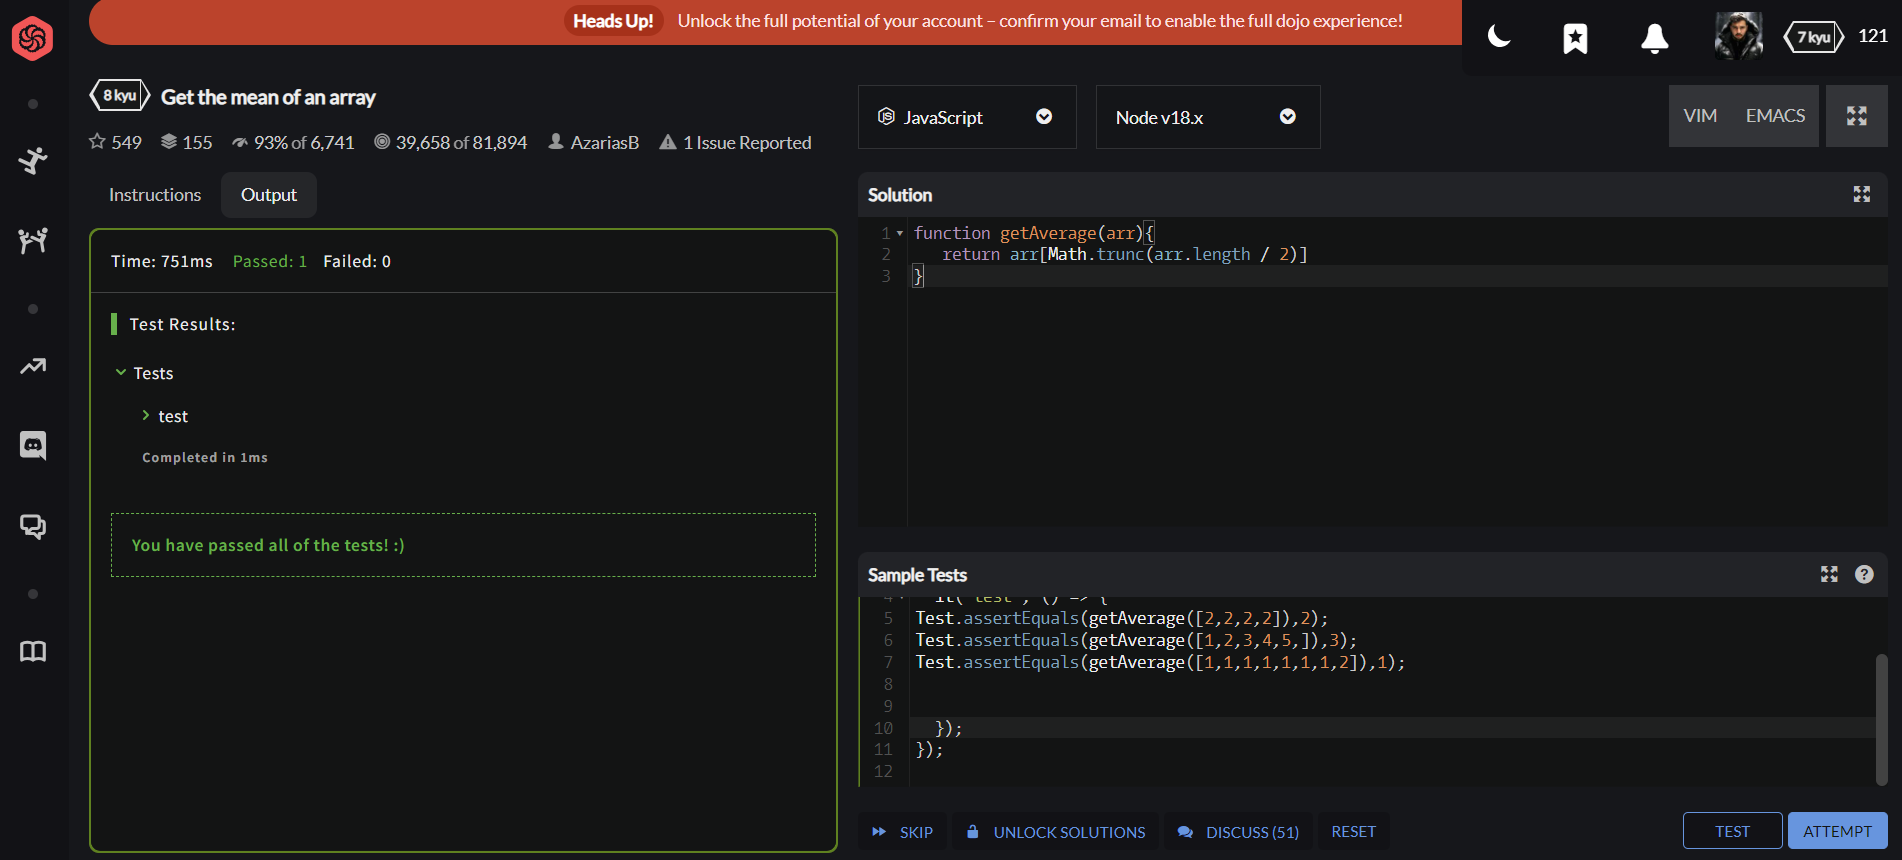 Heads Up! Unlock the full potential of your account – confirm your email to enable the full dojo experience!
7 kyu 121
8 kyu Get the mean of an array
549 155 93% of 6,741 39,658 of 81,894 AzariasB 1 Issue Reported
Instructions Output
Time: 751ms Passed: 1 Failed: 0
Test Results:
Tests
test
Completed in 1ms
You have passed all of the tests! :)
JavaScript Node v18.x VIM EMACS
Solution
1 function getAverage(arr){
2 return arr[Math.trunc(arr.length / 2)]
3 }
Sample Tests
4 it("test", () => {
5 Test.assertEquals(getAverage([2,2,2,2]),2);
6 Test.assertEquals(getAverage([1,2,3,4,5,]),3);
7 Test.assertEquals(getAverage([1,1,1,1,1,1,1,2]),1);
8
9
10 });
11 });
12
SKIP UNLOCK SOLUTIONS DISCUSS (51) RESET TEST ATTEMPT